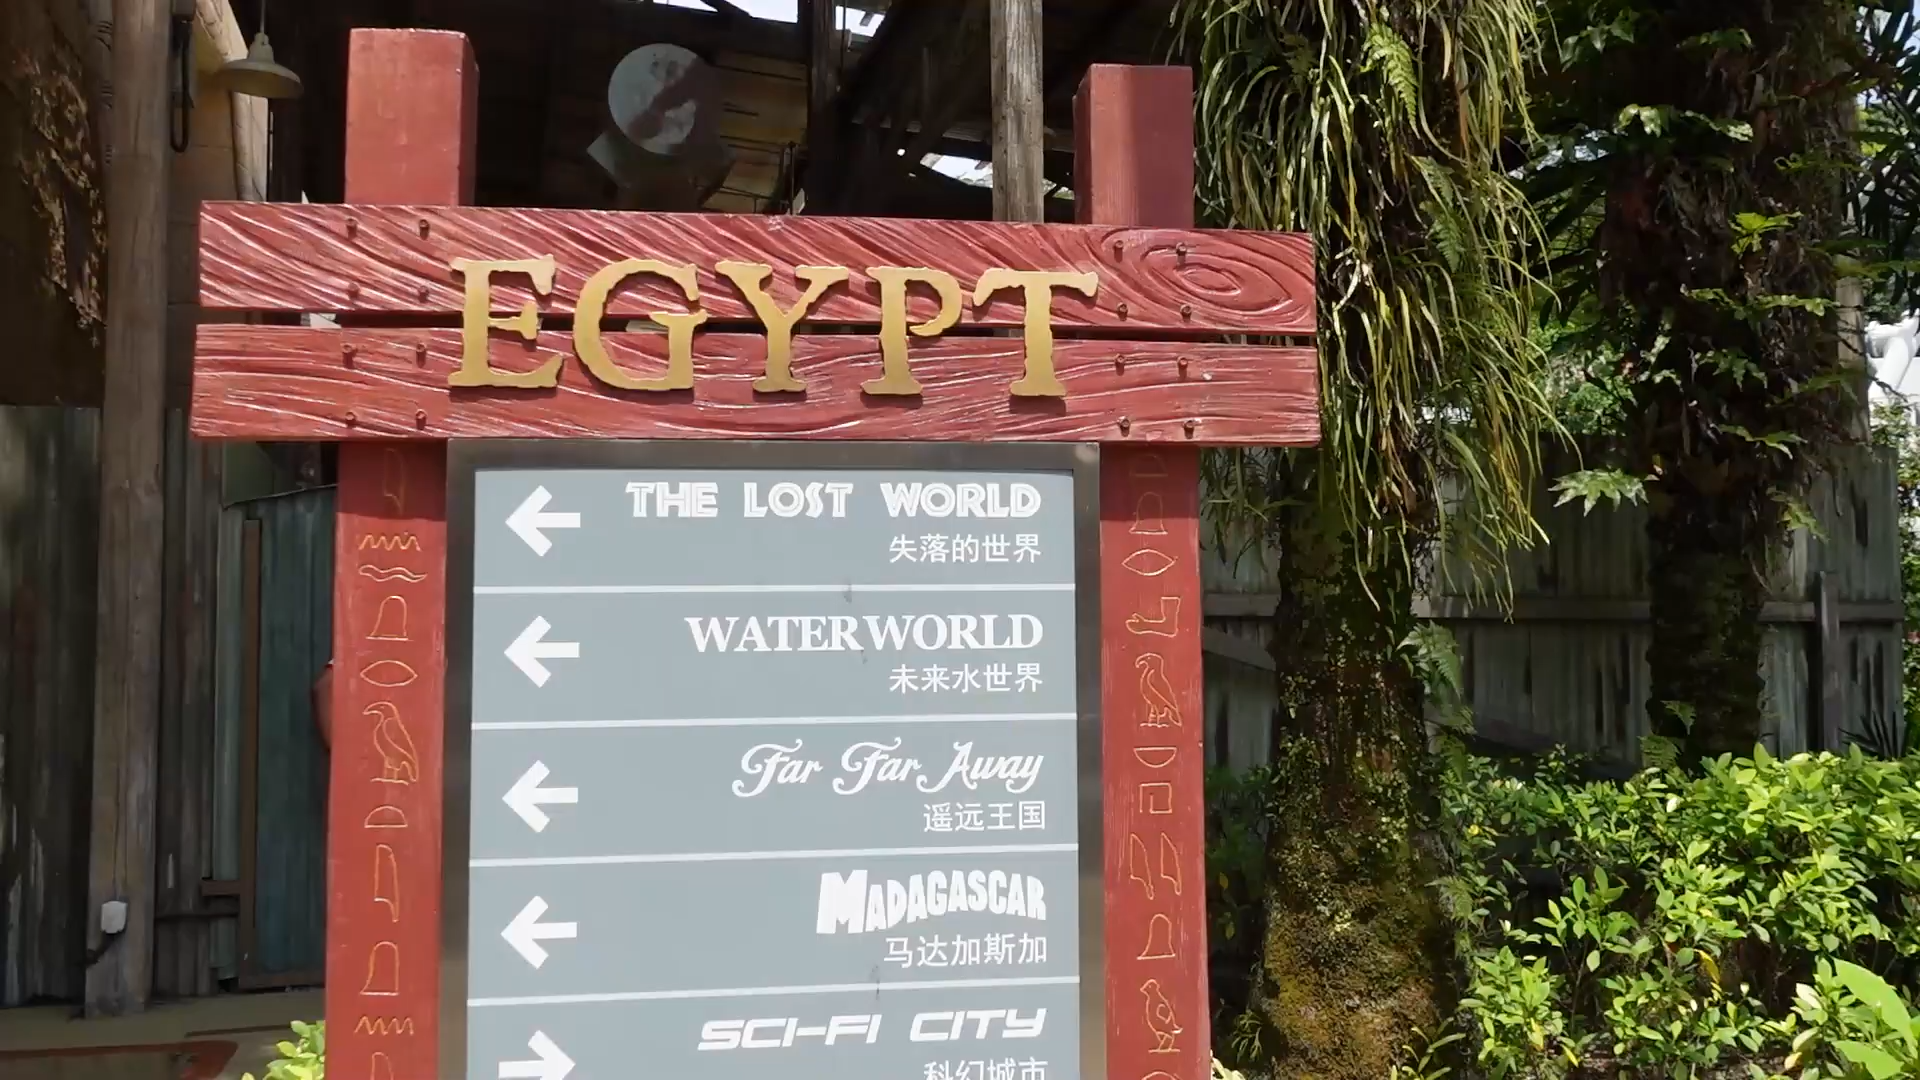 EGYPT
THE LOST WORLD
失落的世界
WATERWORLD
未来水世界
Far Far Away
遥远王国
MADAGASCAR
马达加斯加
SCI-FI CITY
科幻城市